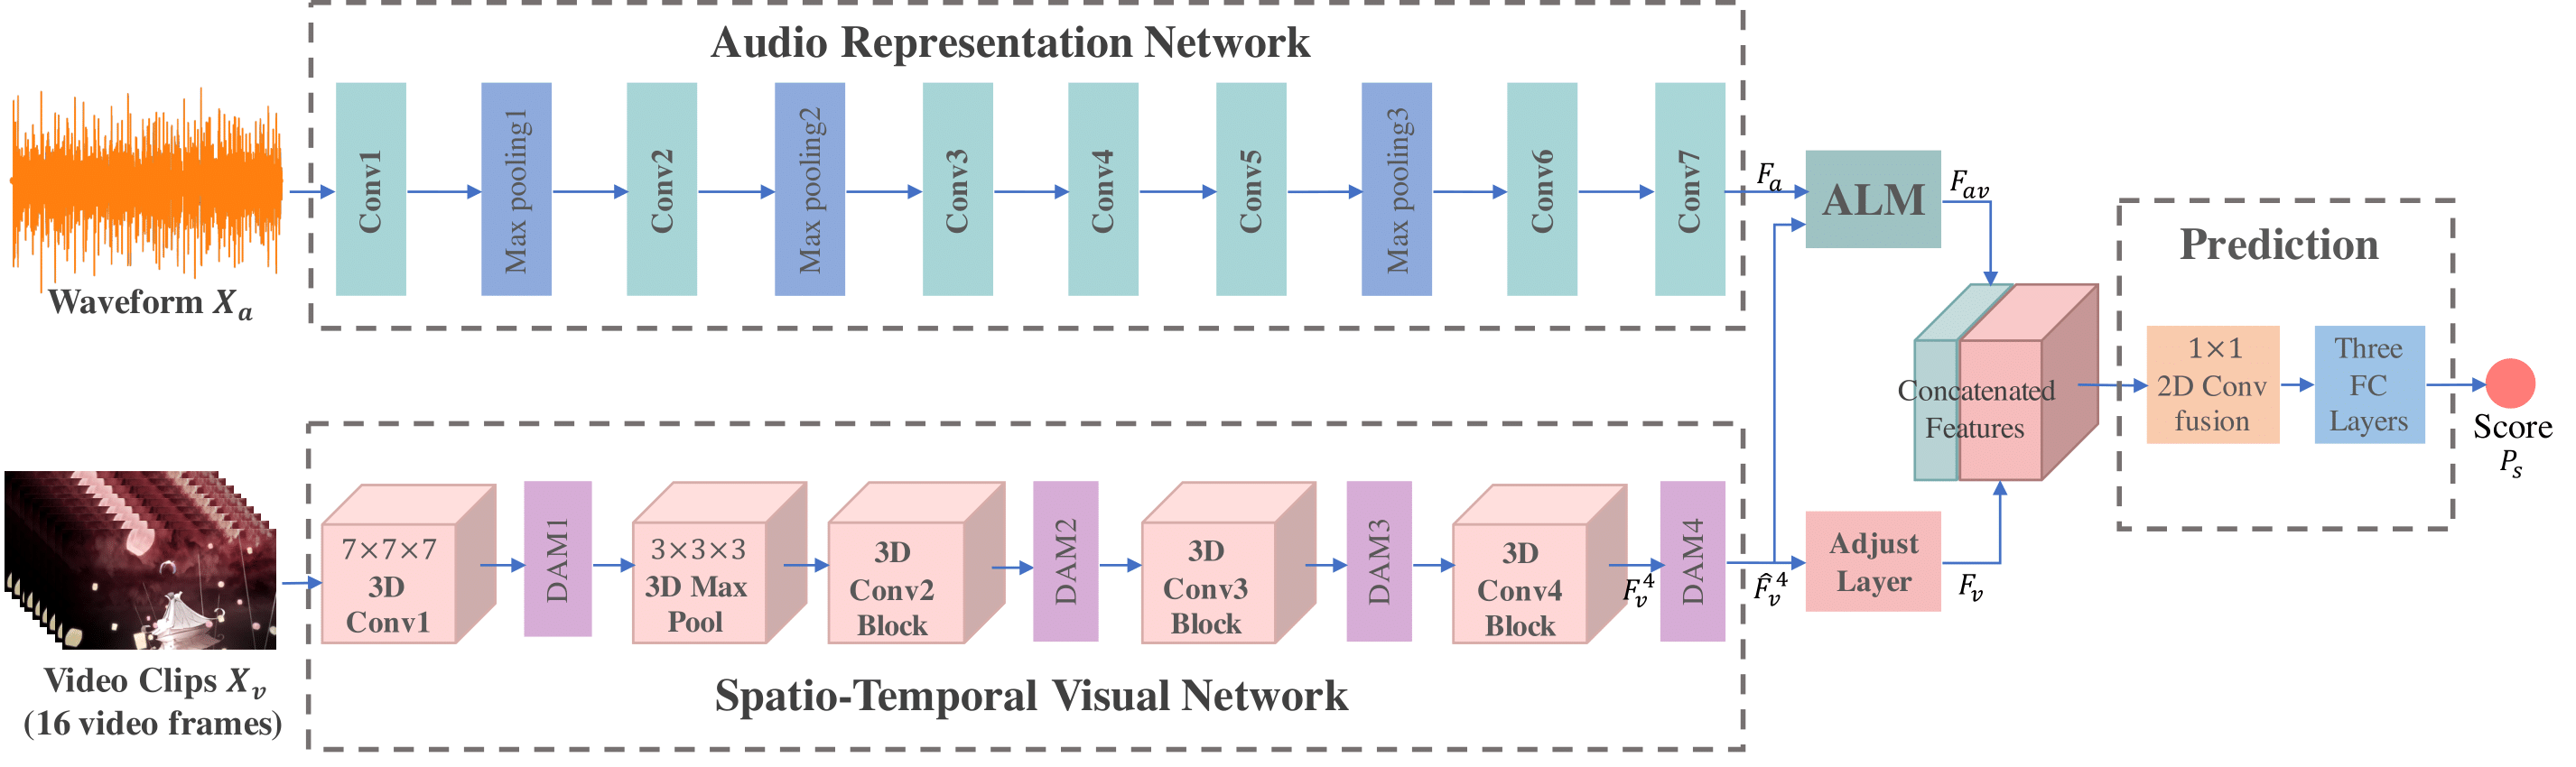 Audio Representation Network
Conv1
Max pooling1
Conv2
Max pooling2
Conv3
Conv4
Conv5
Max pooling3
Conv6
Conv7
Waveform X_a
F_a
ALM
F_av
Prediction
1×1
2D Conv
fusion
Three
FC
Layers
Concatenated
Features
Score
P_s
7×7×7
3D
Conv1
DAM1
3×3×3
3D Max
Pool
3D
Conv2
Block
DAM2
3D
Conv3
Block
DAM3
3D
Conv4
Block
F_v^4
DAM4
F̂_v^4
Adjust
Layer
F_v
Video Clips X_v
(16 video frames)
Spatio-Temporal Visual Network